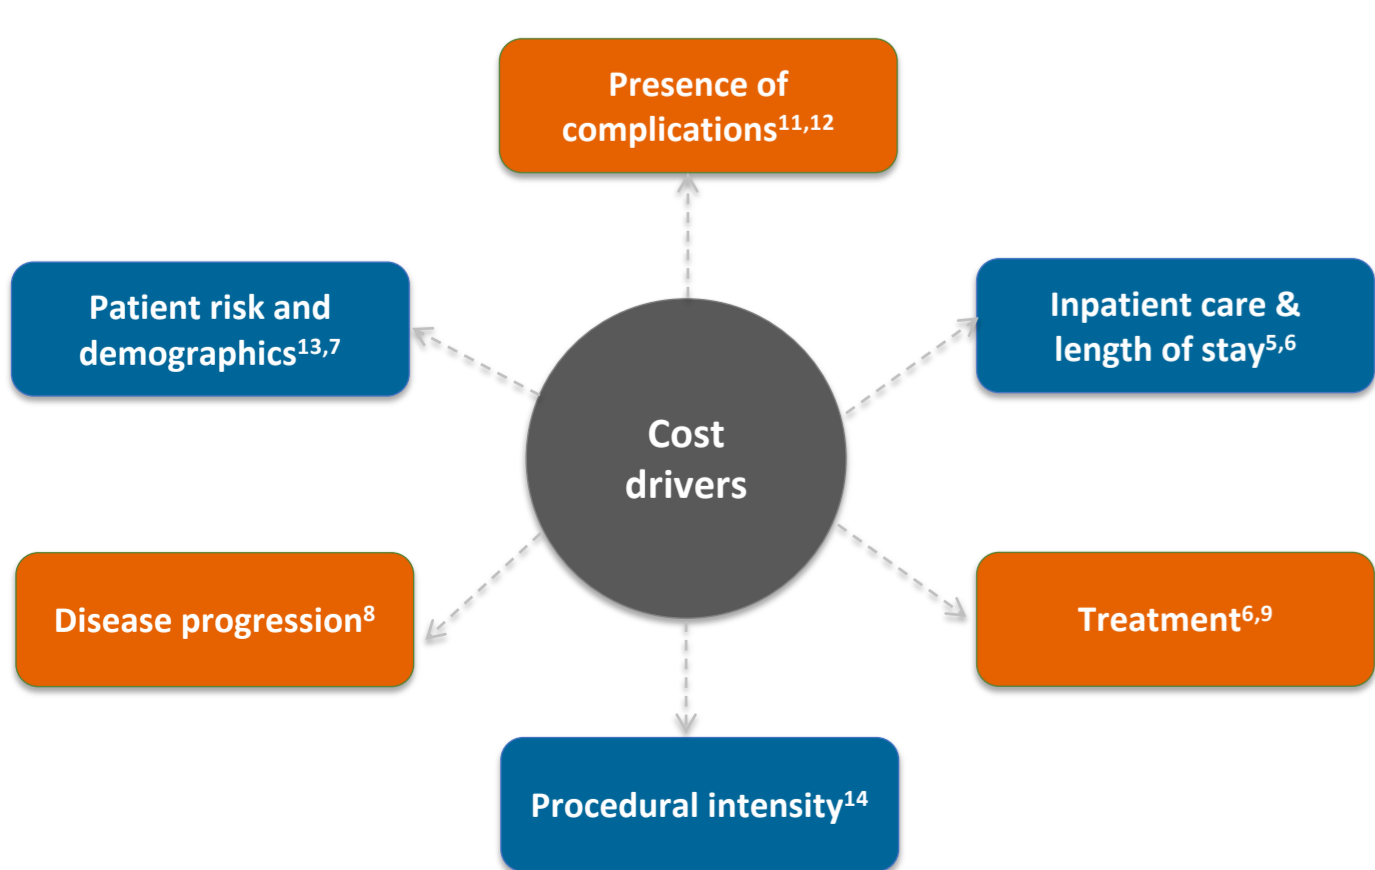 Presence of
complications11,12
Patient risk and
demographics13,7
Inpatient care &
length of stay5,6
Cost
drivers
Disease progression8
Treatment6,9
Procedural intensity14